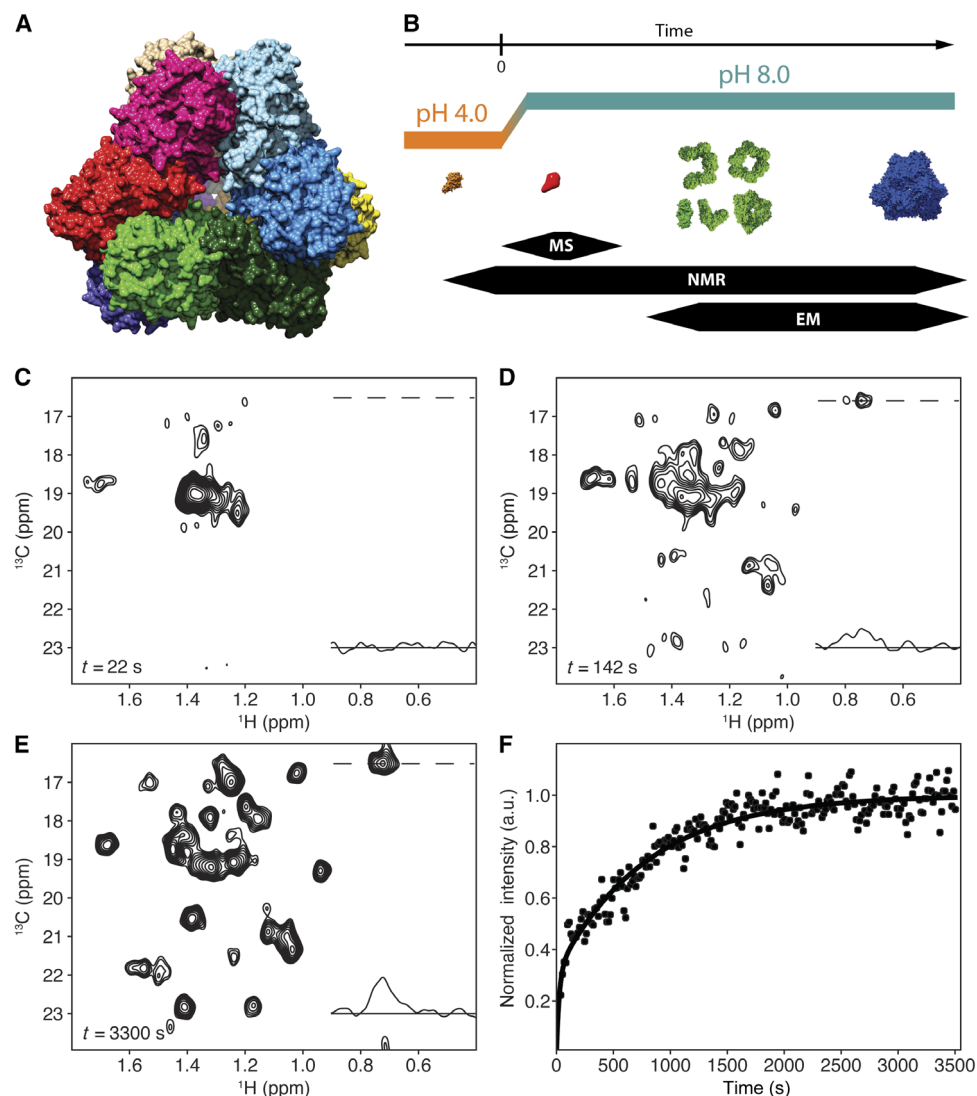 A
B
Time
0
pH 4.0
pH 8.0
MS
NMR
EM
C
17
18
19
20
21
22
23
13C (ppm)
t = 22 s
1.6 1.4 1.2 1.0 0.8 0.6
1H (ppm)
D
17
18
19
20
21
22
23
13C (ppm)
t = 142 s
1.6 1.4 1.2 1.0 0.8 0.6
1H (ppm)
E
17
18
19
20
21
22
23
13C (ppm)
t = 3300 s
1.6 1.4 1.2 1.0 0.8 0.6
1H (ppm)
F
1.0
0.8
0.6
0.4
0.2
Normalized intensity (a.u.)
0 500 1000 1500 2000 2500 3000 3500
Time (s)